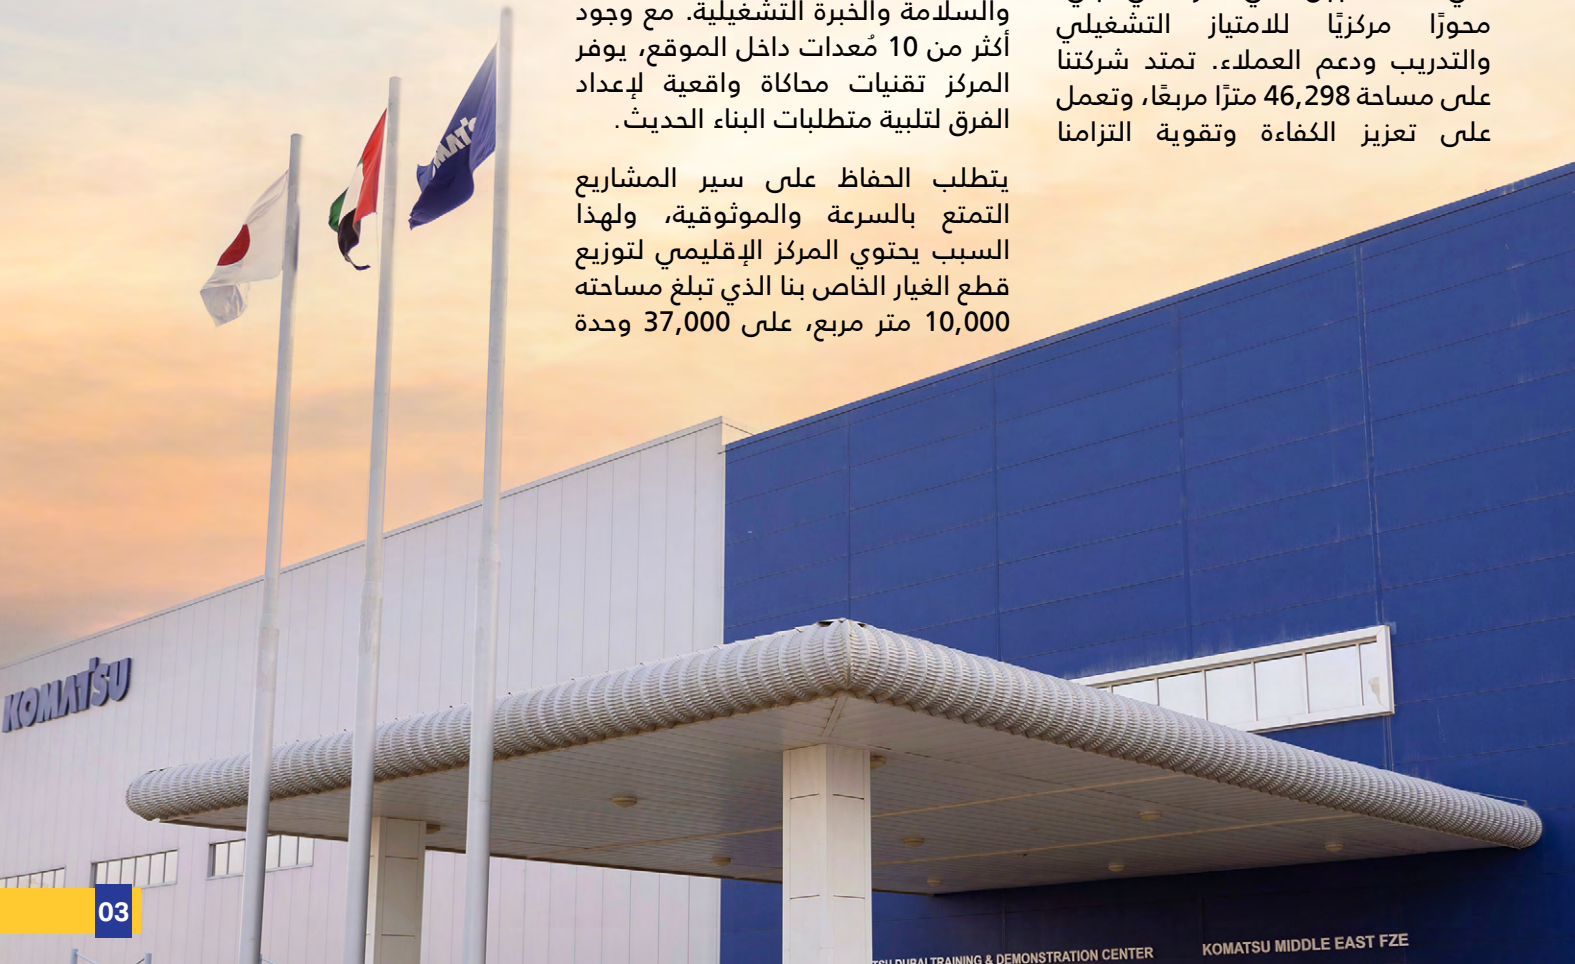 محورًا مركزيًا للامتياز التشغيلي
والتدريب ودعم العملاء. تمتد شركتنا
على مساحة 46,298 مترًا مربعًا، وتعمل
على تعزيز الكفاءة وتقوية التزامنا
والسلامة والخبرة التشغيلية. مع وجود
أكثر من 10 مُعدات داخل الموقع، يوفر
المركز تقنيات محاكاة واقعية لإعداد
الفرق لتلبية متطلبات البناء الحديث.
يتطلب الحفاظ على سير المشاريع
التمتع بالسرعة والموثوقية، ولهذا
السبب يحتوي المركز الإقليمي لتوزيع
قطع الغيار الخاص بنا الذي تبلغ مساحته
10,000 متر مربع، على 37,000 وحدة
KOMATSU
DUBAI TRAINING & DEMONSTRATION CENTER
KOMATSU MIDDLE EAST FZE
03